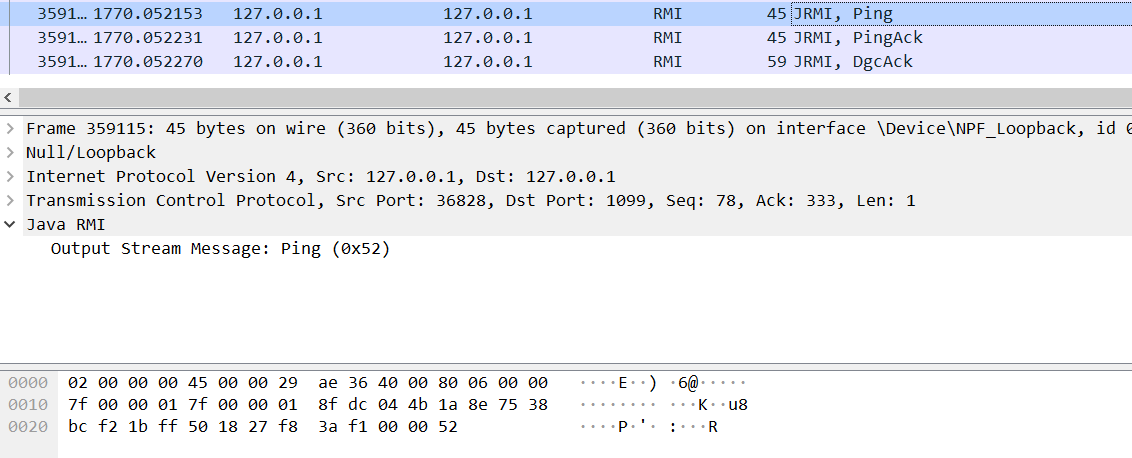 3591… 1770.052153 127.0.0.1 127.0.0.1 RMI 45 JRMI, Ping
3591… 1770.052231 127.0.0.1 127.0.0.1 RMI 45 JRMI, PingAck
3591… 1770.052270 127.0.0.1 127.0.0.1 RMI 59 JRMI, DgcAck
Frame 359115: 45 bytes on wire (360 bits), 45 bytes captured (360 bits) on interface \Device\NPF_Loopback, id
Null/Loopback
Internet Protocol Version 4, Src: 127.0.0.1, Dst: 127.0.0.1
Transmission Control Protocol, Src Port: 36828, Dst Port: 1099, Seq: 78, Ack: 333, Len: 1
Java RMI
Output Stream Message: Ping (0x52)
0000 02 00 00 00 45 00 00 29 ae 36 40 00 80 06 00 00 ····E··) ·6@·····
0010 7f 00 00 01 7f 00 00 01 8f dc 04 4b 1a 8e 75 38 ········ ···K··u8
0020 bc f2 1b ff 50 18 27 f8 3a f1 00 00 52 ····P·'· :···R